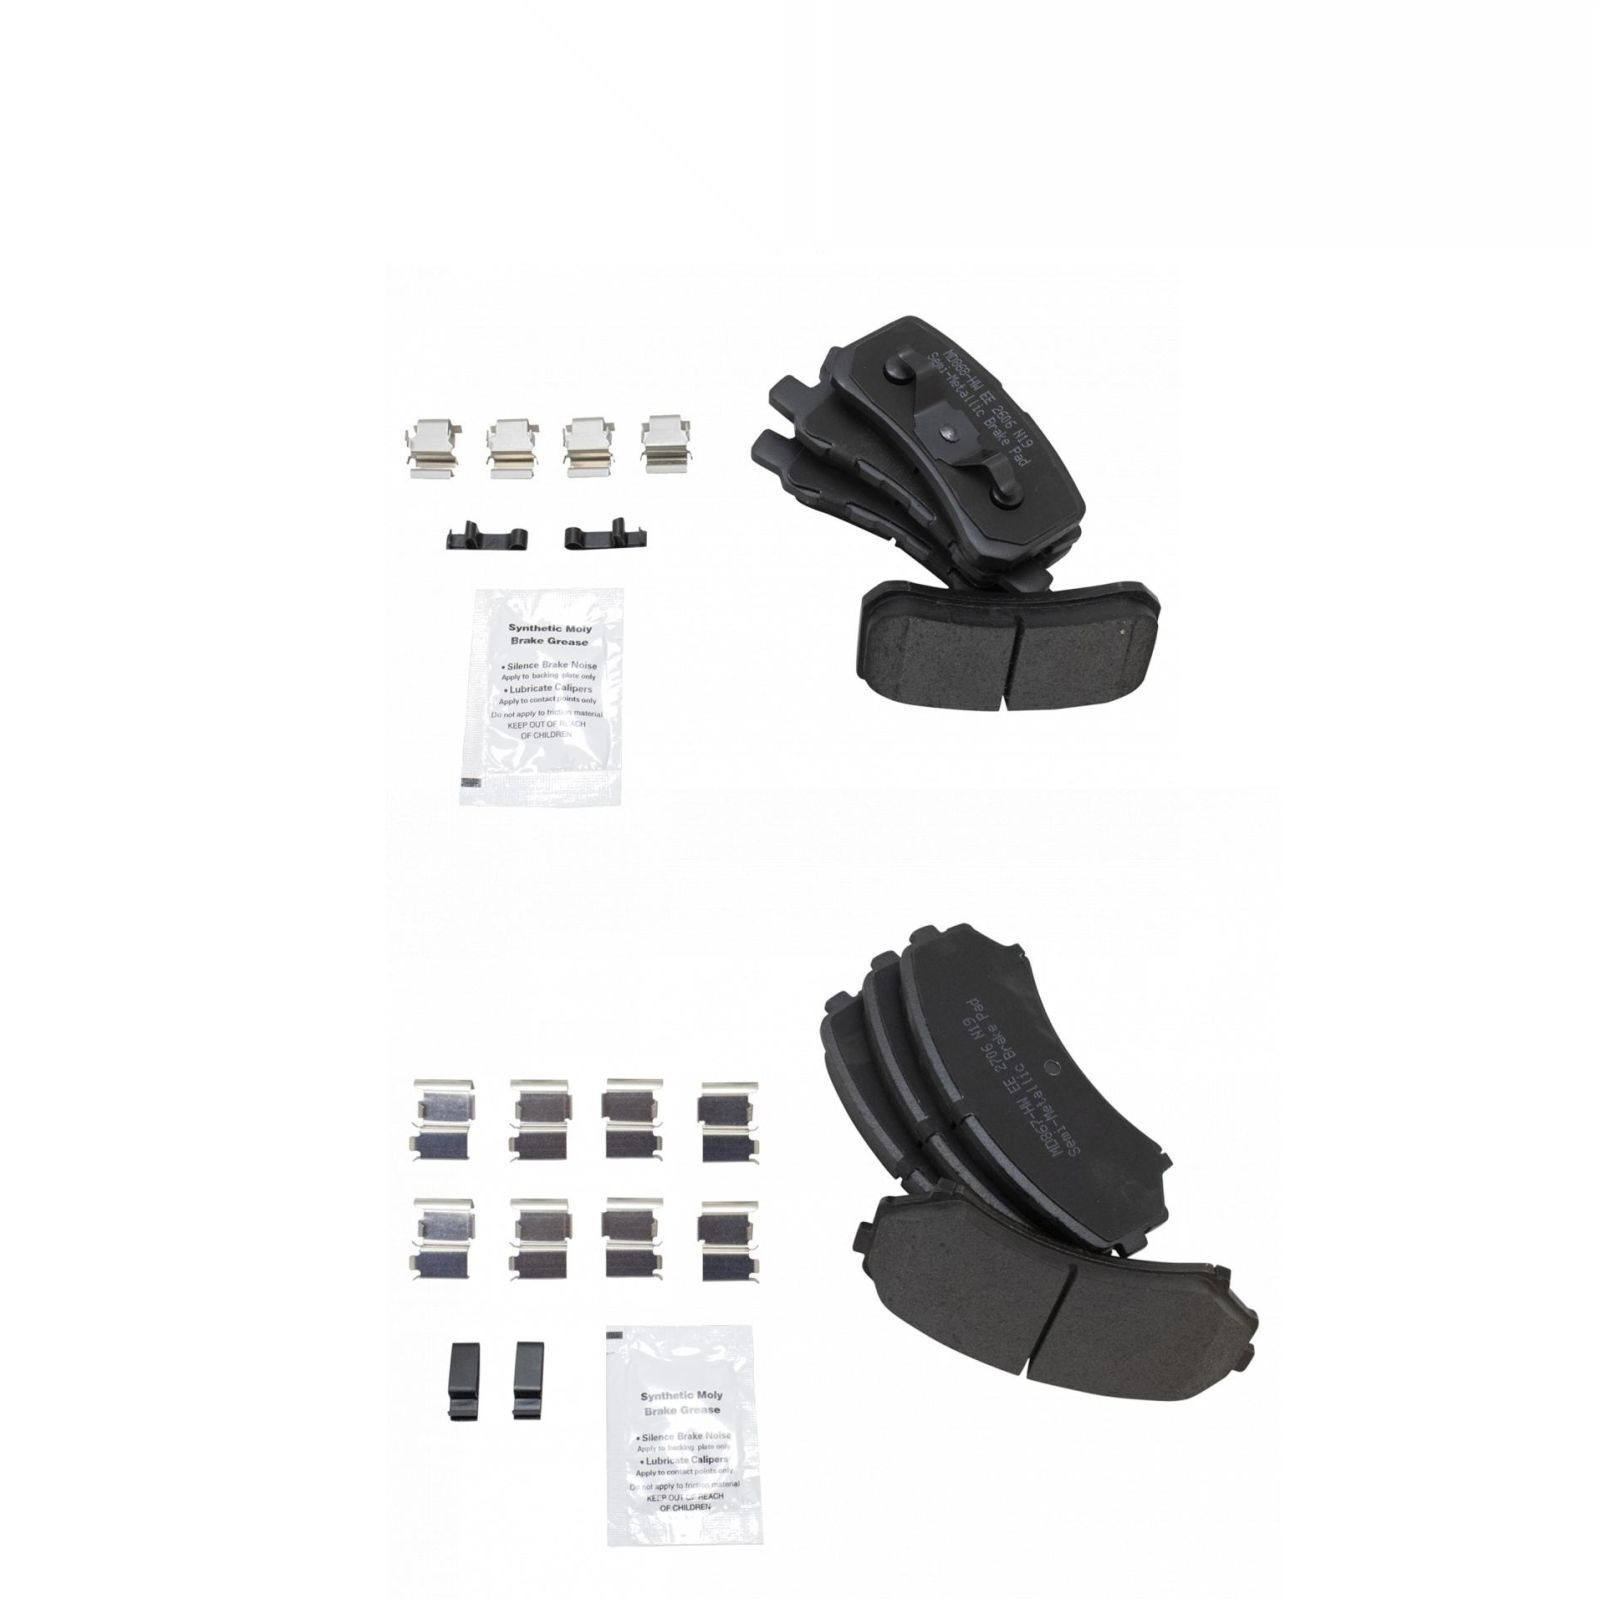 MD868-HW EE 2606 N19
Semi-Metallic Brake Pad
Synthetic Moly
Brake Grease
• Silence Brake Noise
Apply to backing plate only
• Lubricate Calipers
Apply to contact points only
Do not apply to friction material
KEEP OUT OF REACH
OF CHILDREN
MD867-HW EE 2706 N19
Semi-Metallic Brake Pad
Synthetic Moly
Brake Grease
• Silence Brake Noise
Apply to backing plate only
• Lubricate Calipers
Apply to contact points only
Do not apply to friction material
KEEP OUT OF REACH
OF CHILDREN